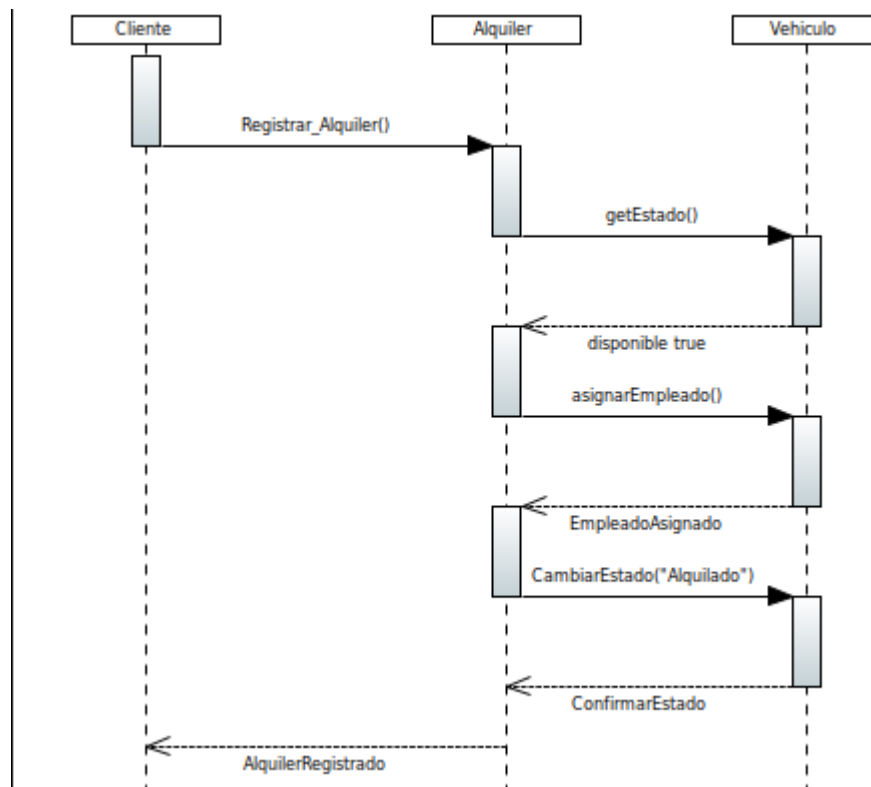 Cliente
Alquiler
Vehiculo
Registrar_Alquiler()
getEstado()
disponible true
asignarEmpleado()
EmpleadoAsignado
CambiarEstado("Alquilado")
ConfirmarEstado
AlquilerRegistrado